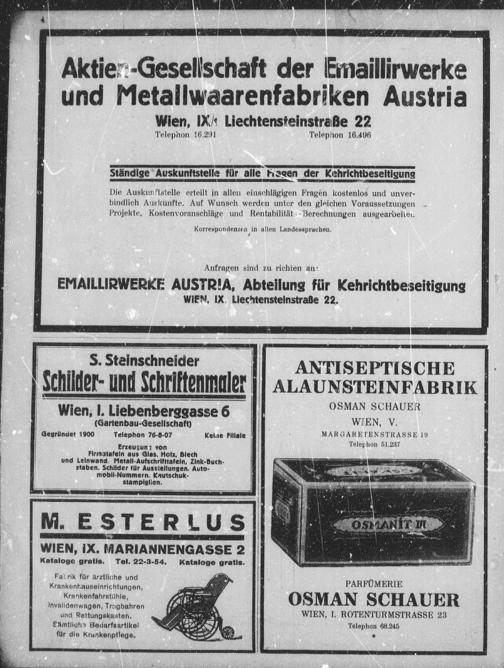 Aktien-Gesellschaft der Emaillirwerke
und Metallwaarenfabriken Austria
Wien, IX/1 Liechtensteinstraße 22
Telephon 16.291 Telephon 16.496
Ständige Auskunftstelle für alle Fragen der Kehrichtbeseitigung
Die Auskunftstelle erteilt in allen einschlägigen Fragen kostenlos und unver-
bindlich Auskünfte. Auf Wunsch werden unter den gleichen Voraussetzungen
Projekte, Kostenvoranschläge und Rentabilität-Berechnungen ausgearbeitet.
Korrespondenzen in allen Landessprachen.
Anfragen sind zu richten an:
EMAILLIRWERKE AUSTRIA, Abteilung für Kehrichtbeseitigung
WIEN, IX. Liechtensteinstraße 22.
S. Steinschneider
Schilder- und Schriftenmaler
Wien, I. Liebenberggasse 6
(Gartenbau-Gesellschaft)
Gegründet 1900 Telephon 76-8-07 Keine Filiale
Erzeugung von
Firmatafeln aus Glas, Holz, Blech
und Leinwand. Metall-Aufschrifttafeln, Zink-Buch-
staben. Schilder für Ausstellungen. Auto-
mobil-Nummern. Kautschuk-
stampiglien.
M. ESTERLUS
WIEN, IX. MARIANNENGASSE 2
Kataloge gratis. Tel. 22-3-54. Kataloge gratis.
Fabrik für ärztliche und
Krankenhauseinrichtungen,
Krankenfahrstühle,
Invalidenwagen, Tragbahren
und Rettungskasten.
Sämtliche Bedarfsartikel
für die Krankenpflege.
ANTISEPTISCHE
ALAUNSTEINFABRIK
OSMAN SCHAUER
WIEN, V.
MARGARETENSTRASSE 19
Telephon 51.237
OSMANIT III
PARFÜMERIE
OSMAN SCHAUER
WIEN, I. ROTENTURMSTRASSE 23
Telephon 68.245